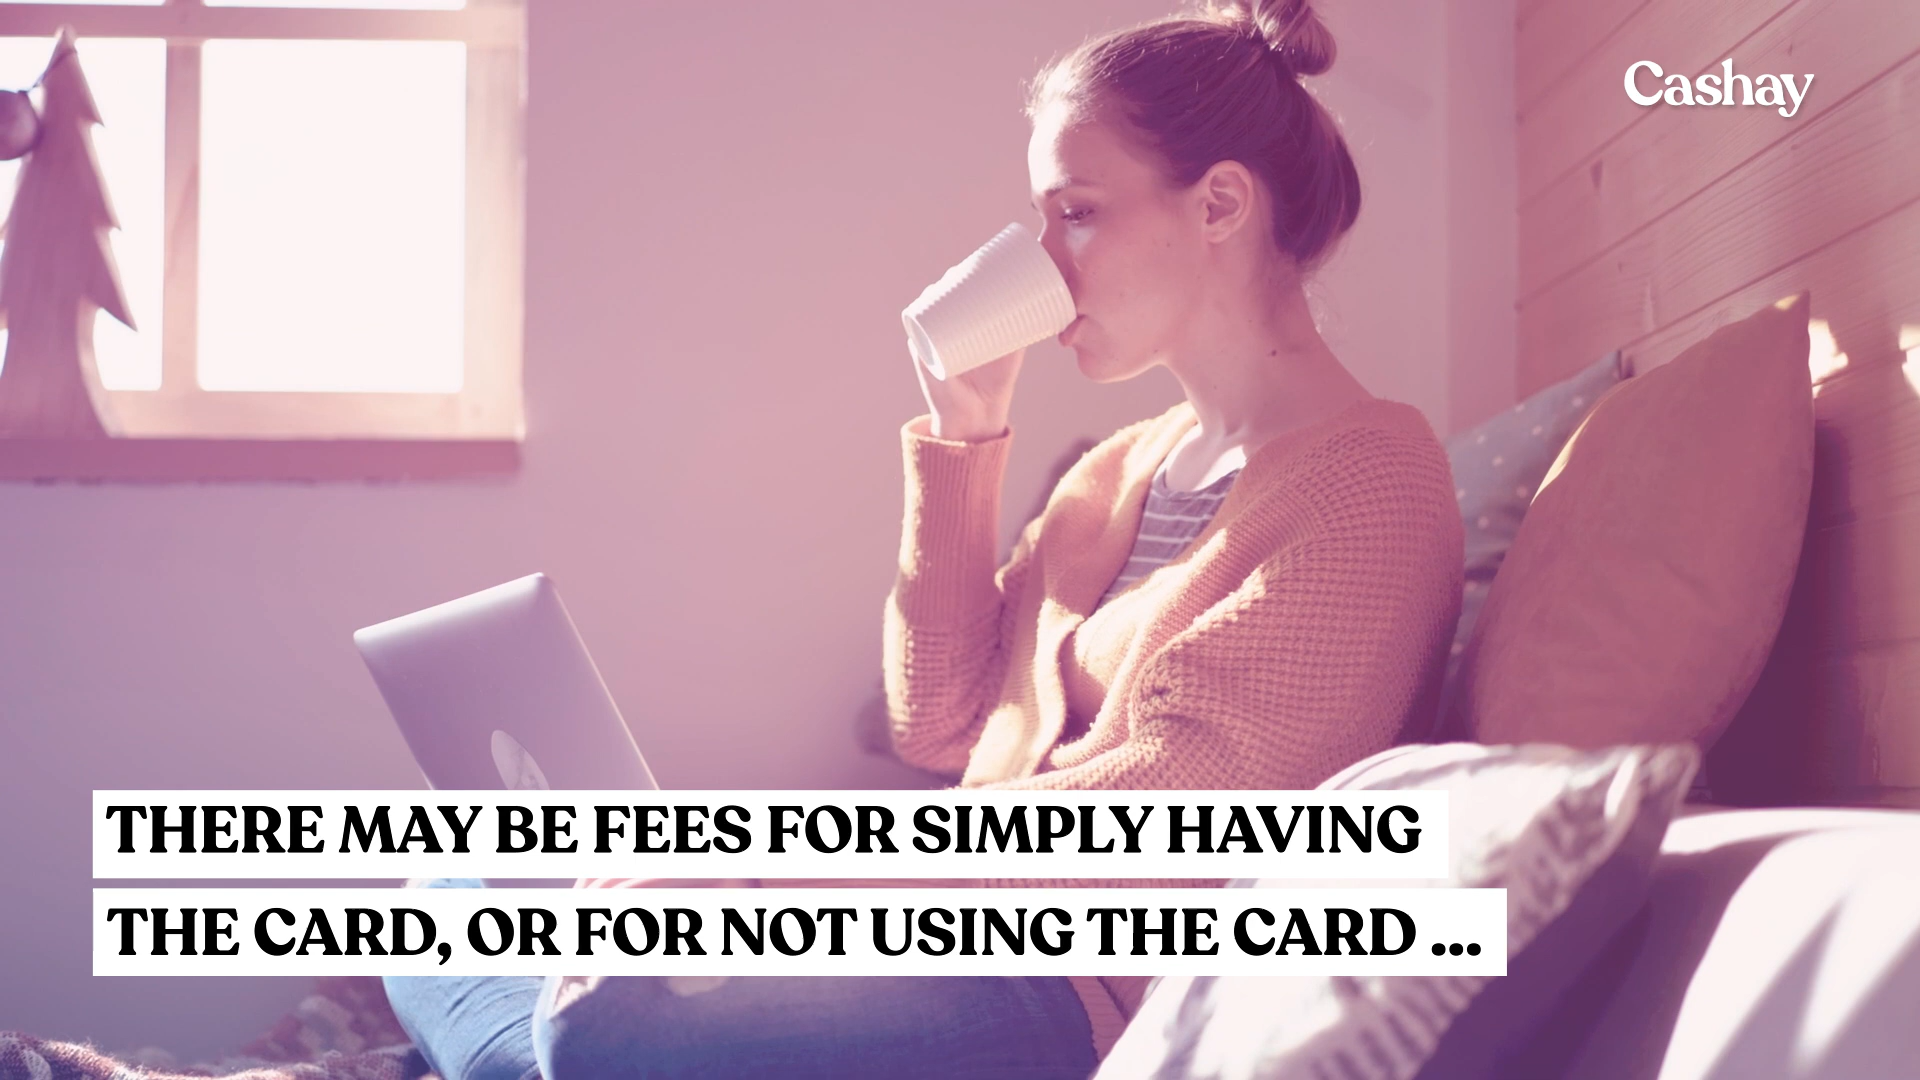 Cashay
THERE MAY BE FEES FOR SIMPLY HAVING
THE CARD, OR FOR NOT USING THE CARD ...